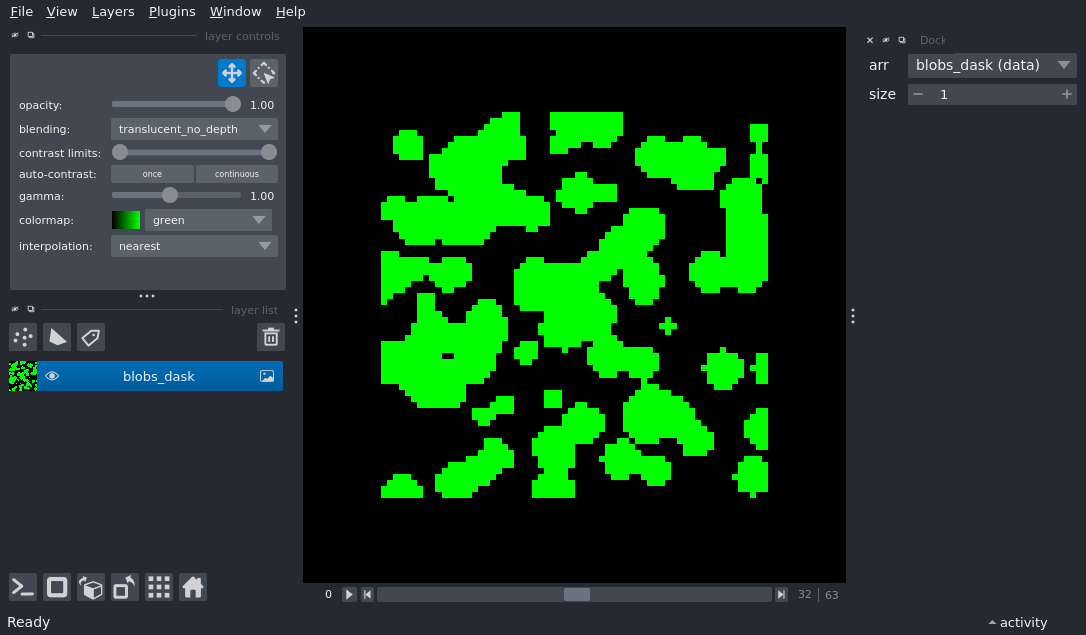 File View Layers Plugins Window Help
layer controls
opacity: 1.00
blending: translucent_no_depth
contrast limits:
auto-contrast: once continuous
gamma: 1.00
colormap: green
interpolation: nearest
layer list
blobs_dask
0 32 63
Ready
Dock
arr blobs_dask (data)
size 1
activity